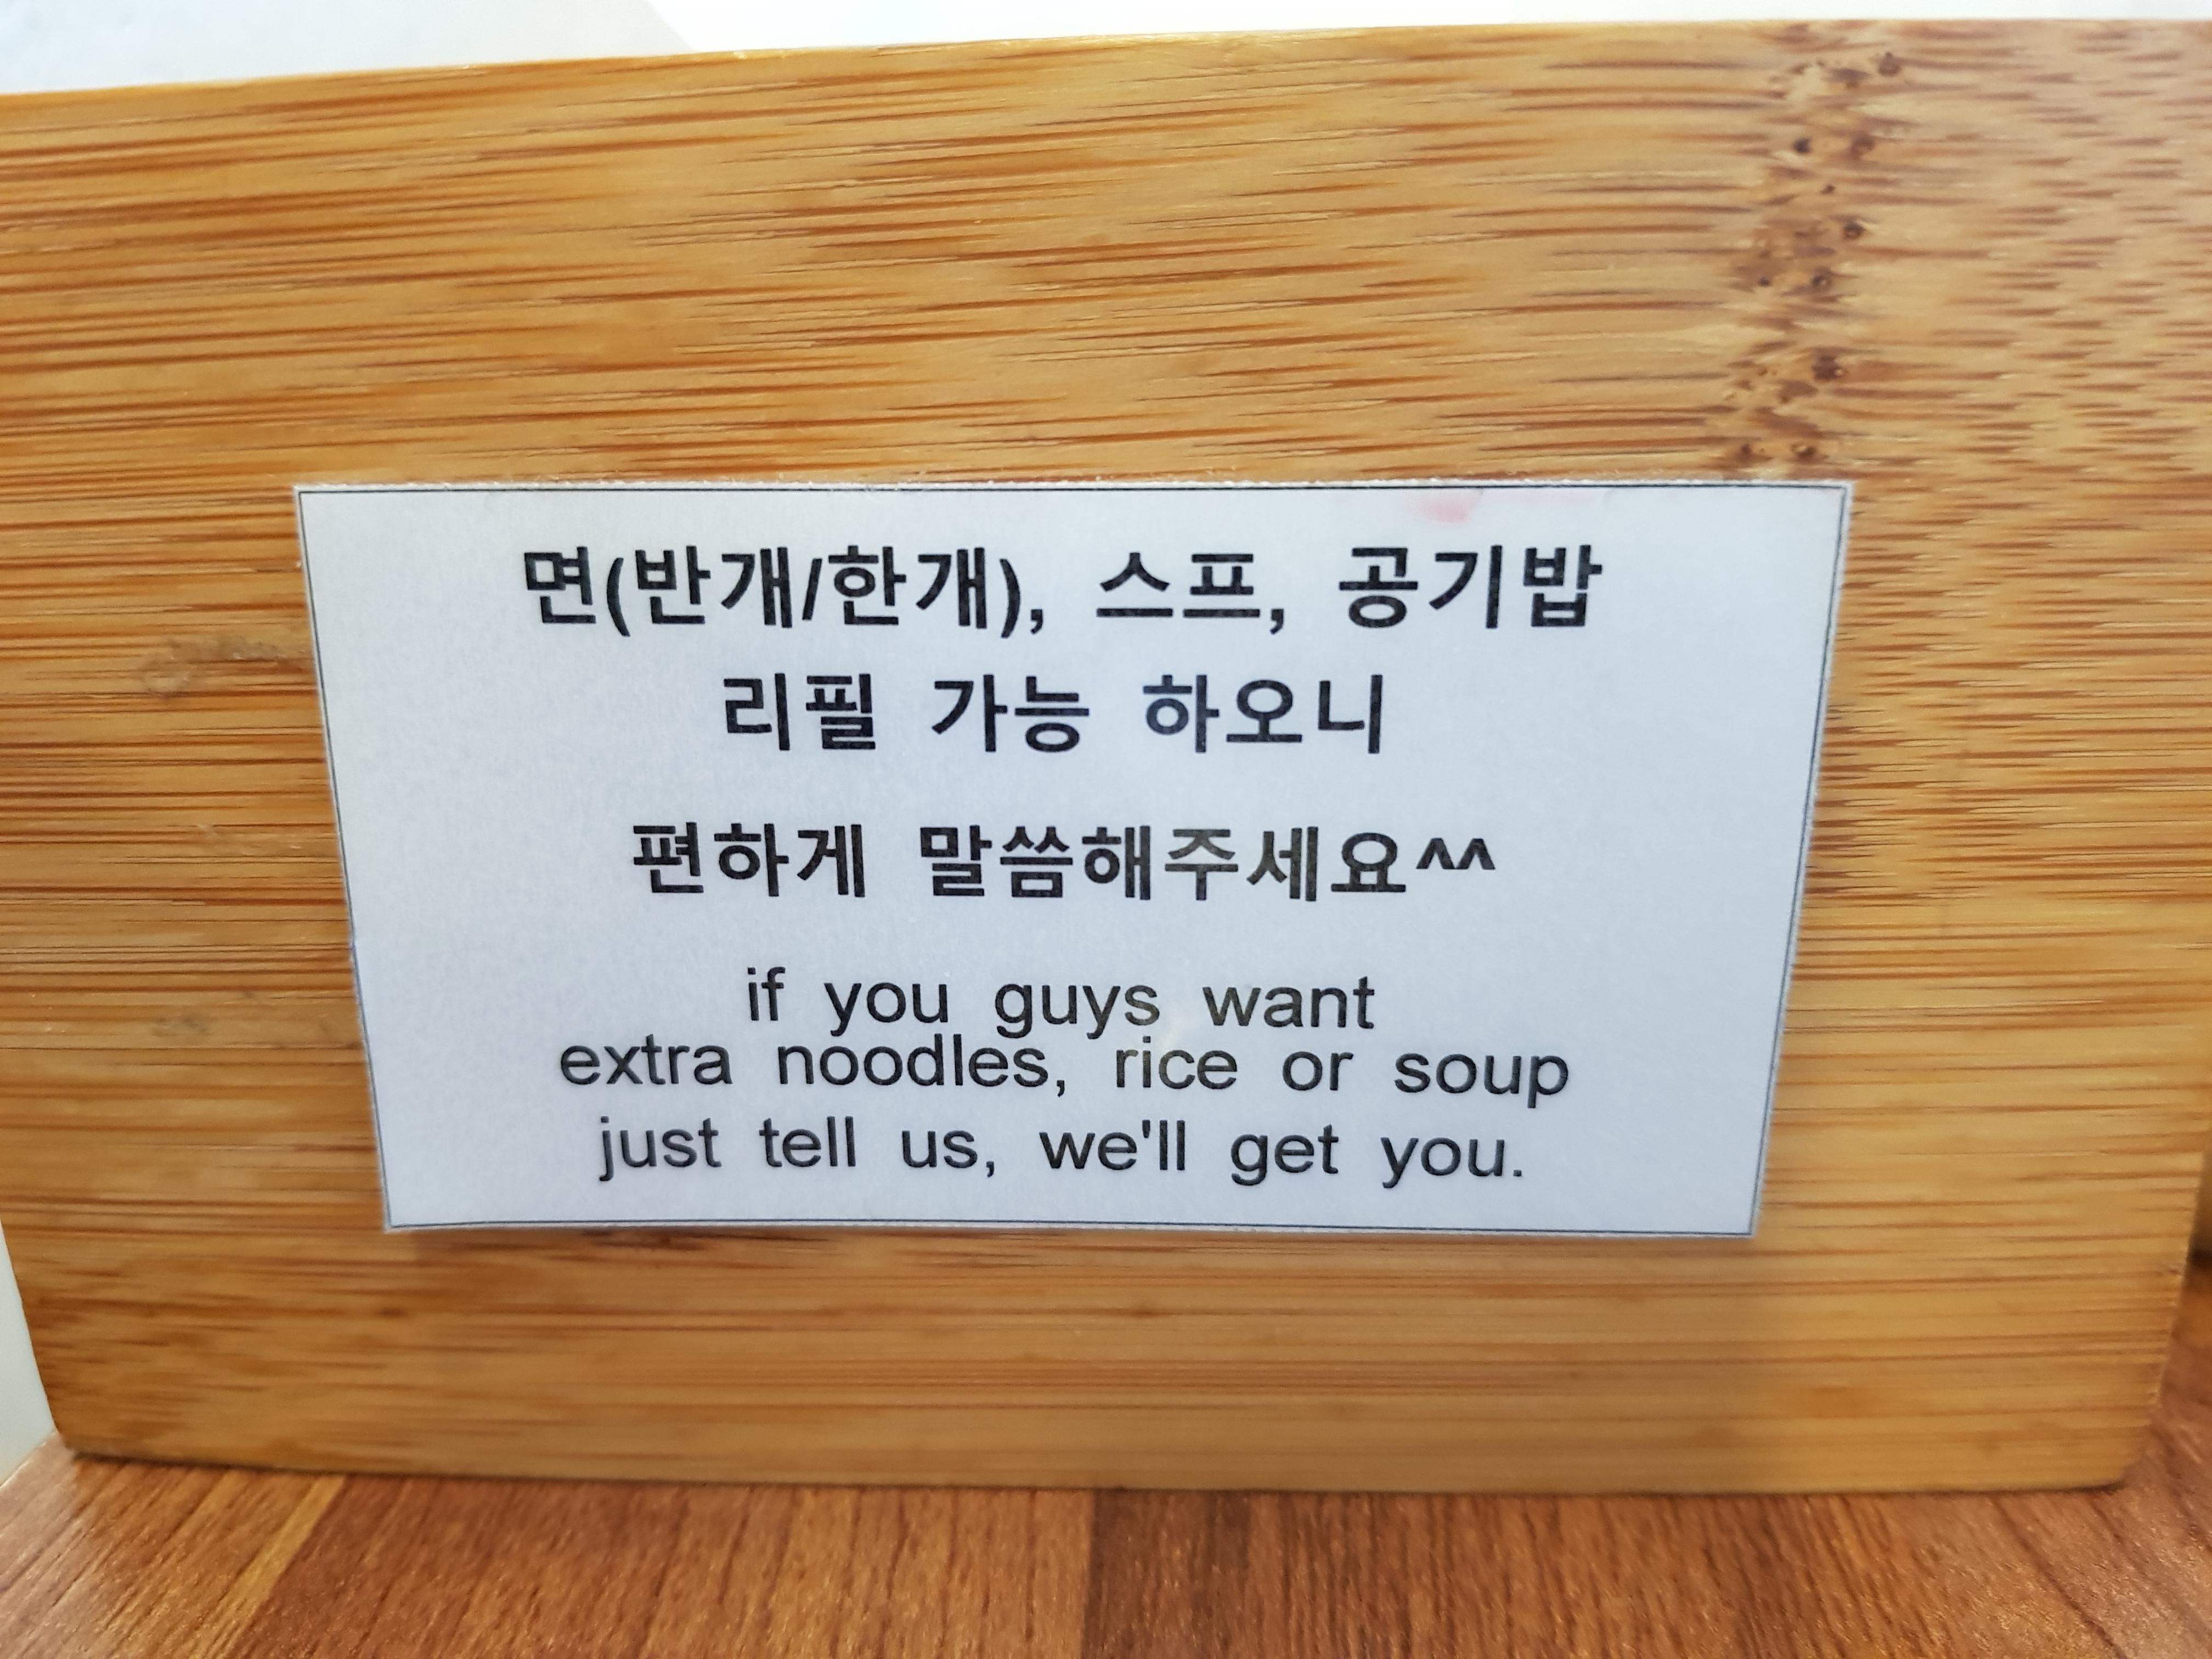 면(반개/한개), 스프, 공기밥
리필 가능 하오니
편하게 말씀해주세요^^
if you guys want
extra noodles, rice or soup
just tell us, we'll get you.